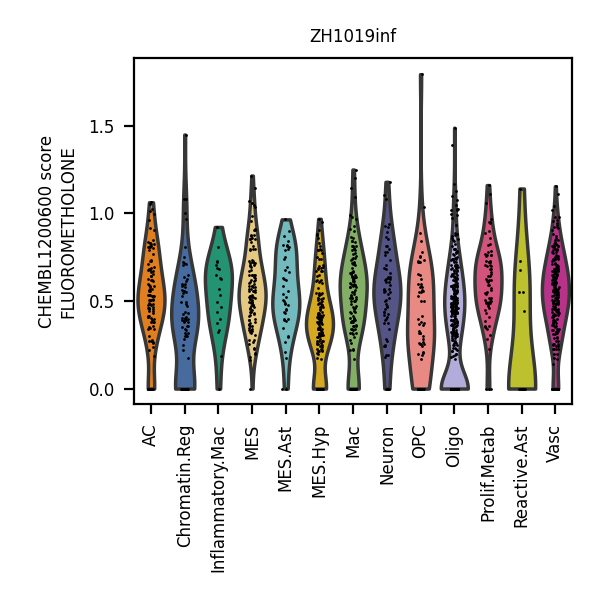 ZH1019inf
CHEMBL1200600 score
FLUOROMETHOLONE
1.5
1.0
0.5
0.0
AC
Chromatin.Reg
Inflammatory.Mac
MES
MES.Ast
MES.Hyp
Mac
Neuron
OPC
Oligo
Prolif.Metab
Reactive.Ast
Vasc